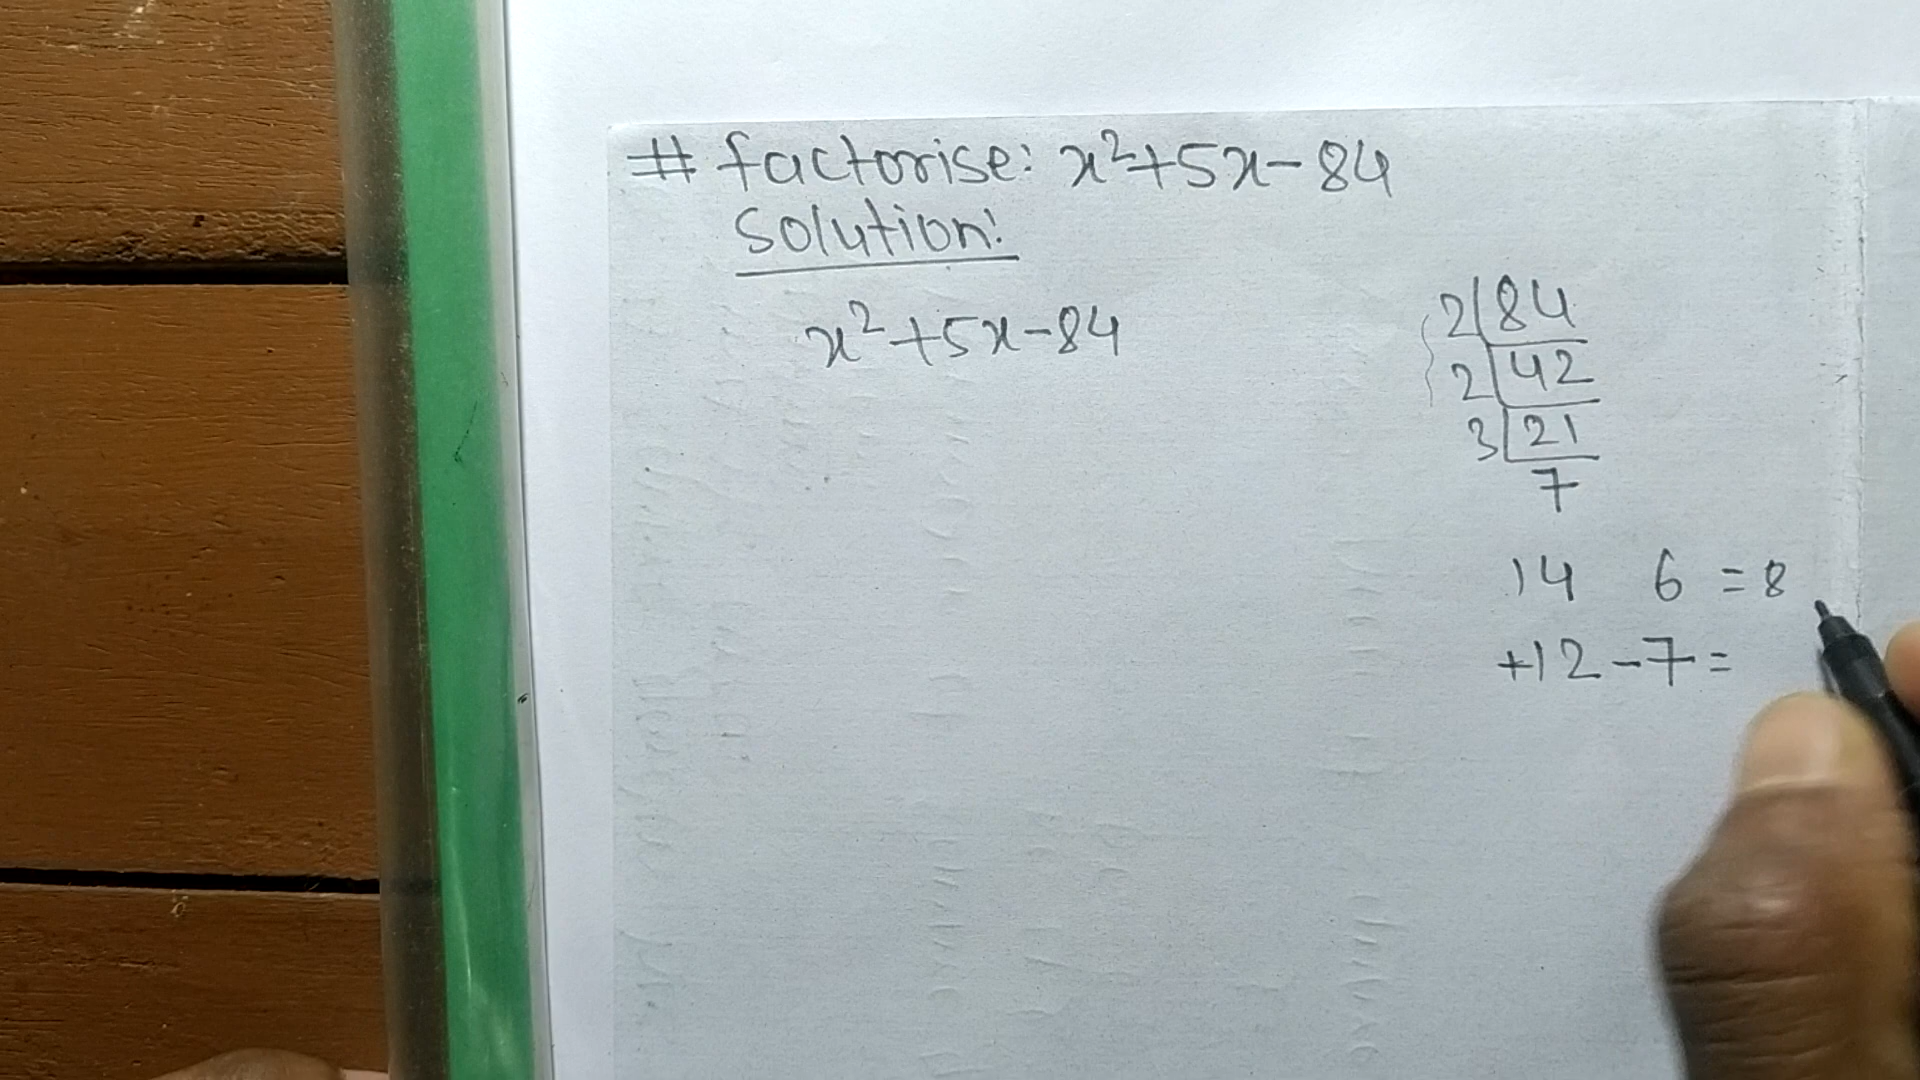 # factorise: x²+5x-84
Solution:
x²+5x-84
2|84
2|42
3|21
7
14 6 = 8
+12-7=